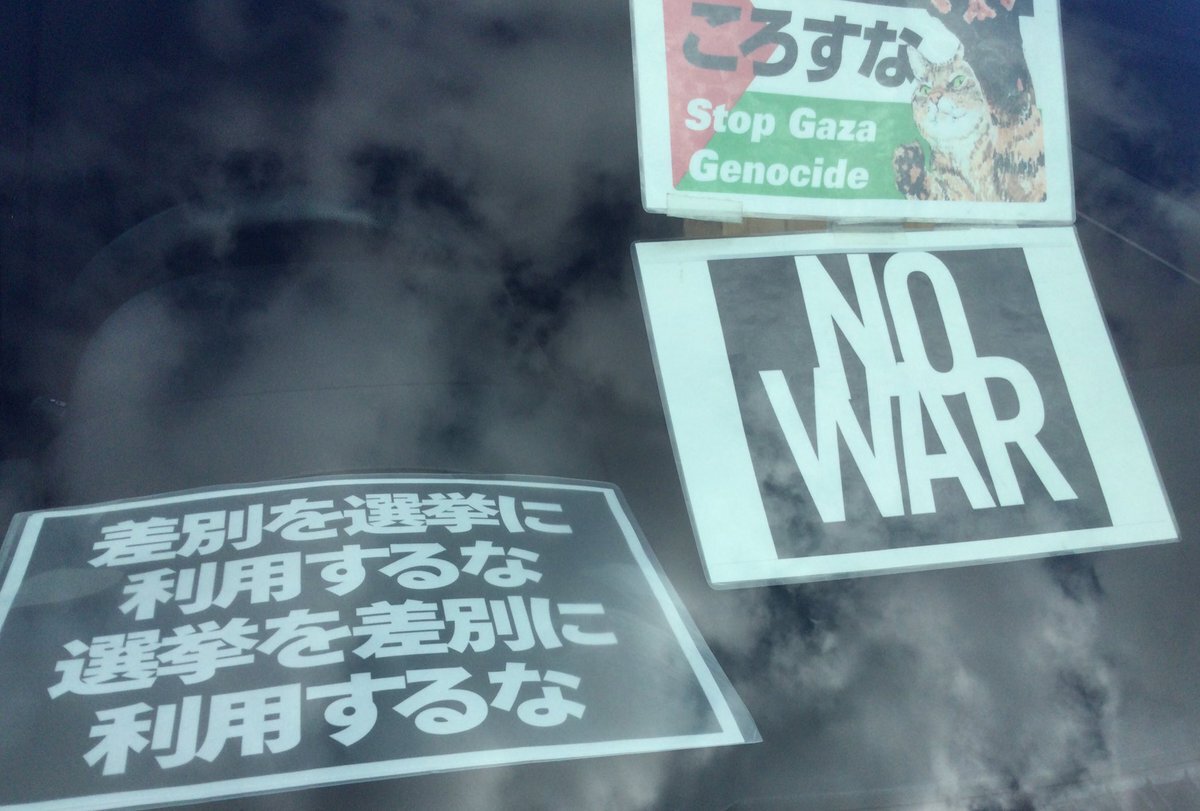 ころすな
Stop Gaza
Genocide
NO
WAR
差別を選挙に
利用するな
選挙を差別に
利用するな